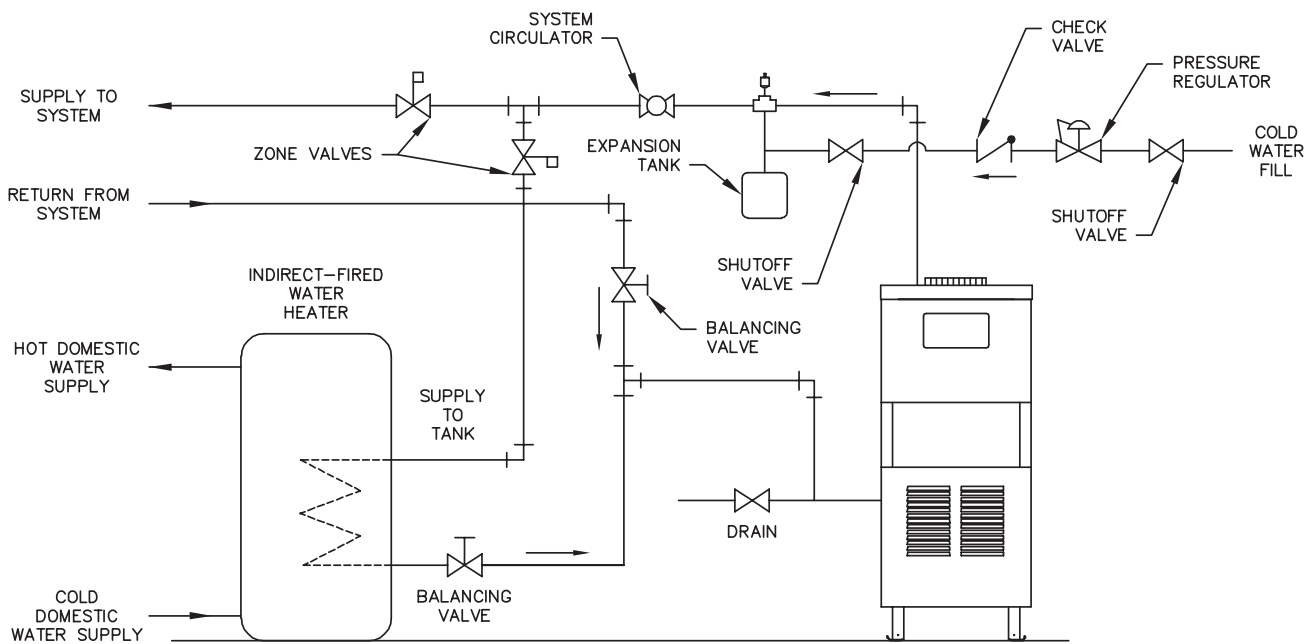 SYSTEM
CIRCULATOR
CHECK
VALVE
PRESSURE
REGULATOR
SUPPLY TO
SYSTEM
ZONE VALVES
EXPANSION
TANK
COLD
WATER
FILL
RETURN FROM
SYSTEM
SHUTOFF
VALVE
SHUTOFF
VALVE
INDIRECT-FIRED
WATER
HEATER
BALANCING
VALVE
HOT DOMESTIC
WATER
SUPPLY
SUPPLY
TO
TANK
DRAIN
BALANCING
VALVE
COLD
DOMESTIC
WATER SUPPLY